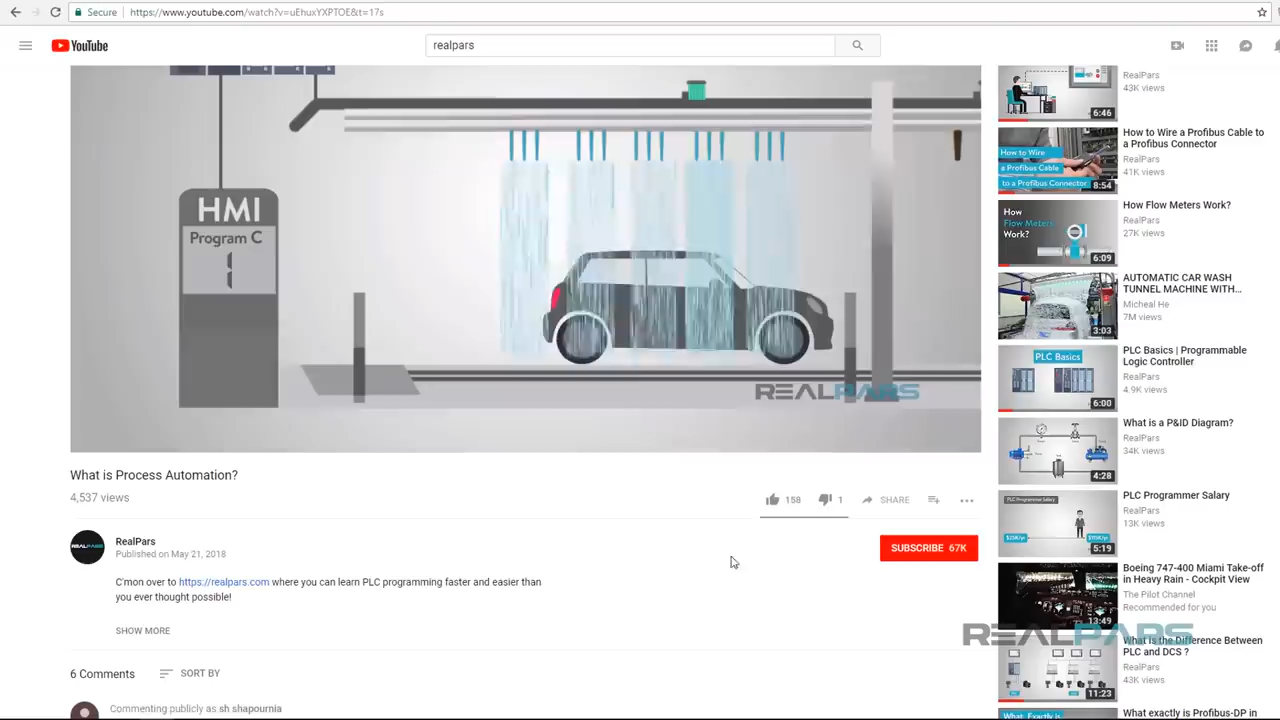 Secure
https://www.youtube.com/watch?v=uEhuxYXPTOE&t=17s
YouTube
realpars
HMI
Program C
REALPARS
What is Process Automation?
4,537 views
158
1
SHARE
REALPARS
RealPars
Published on May 21, 2018
SUBSCRIBE 67K
C'mon over to https://realpars.com where you can learn PLC programming faster and easier than
you ever thought possible!
SHOW MORE
6 Comments
SORT BY
Commenting publicly as sh shapournia
RealPars
43K views
6:46
How to Wire
a Profibus Cable
to a Profibus Connector
8:54
How to Wire a Profibus Cable to
a Profibus Connector
RealPars
41K views
How
Flow Meters
Work?
6:09
How Flow Meters Work?
RealPars
27K views
3:03
AUTOMATIC CAR WASH
TUNNEL MACHINE WITH...
Micheal He
7M views
PLC Basics
6:00
PLC Basics | Programmable
Logic Controller
RealPars
4.9K views
4:28
What is a P&ID Diagram?
RealPars
34K views
PLC Programmer Salary
5:19
PLC Programmer Salary
RealPars
13K views
13:49
Boeing 747-400 Miami Take-off
in Heavy Rain - Cockpit View
The Pilot Channel
Recommended for you
REALPARS
11:23
What is the Difference Between
PLC and DCS ?
RealPars
43K views
What Exactly is
What exactly is Profibus-DP in